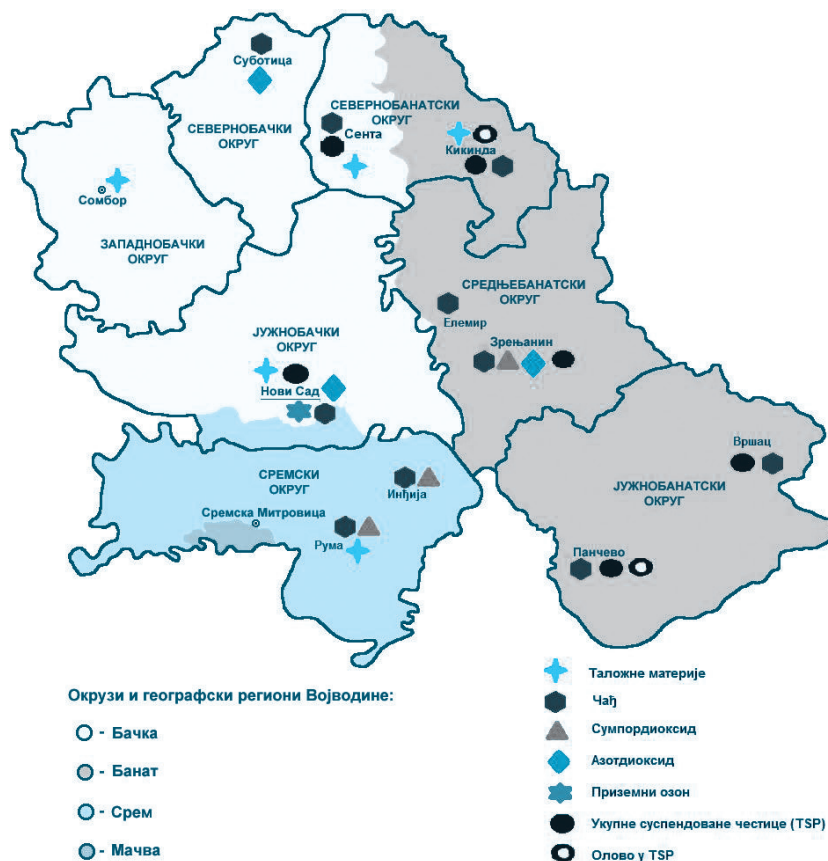 Суботица
СЕВЕРНОБАЧКИ
ОКРУГ
СЕВЕРНОБАНАТСКИ
ОКРУГ
Сента
Кикинда
Сомбор
ЗАПАДНОБАЧКИ
ОКРУГ
СРЕДЊЕБАНАТСКИ
ОКРУГ
Елемир
Зрењанин
ЈУЖНОБАЧКИ
ОКРУГ
Нови Сад
Вршац
ЈУЖНОБАНАТСКИ
ОКРУГ
Панчево
СРЕМСКИ
ОКРУГ
Инђија
Сремска Митровица
Рума
Окрузи и географски региони Војводине:
- Бачка
- Банат
- Срем
- Мачва
Таложне материје
Чађ
Сумпордиоксид
Азотдиоксид
Приземни озон
Укупне суспендоване честице (TSP)
Олово у TSP